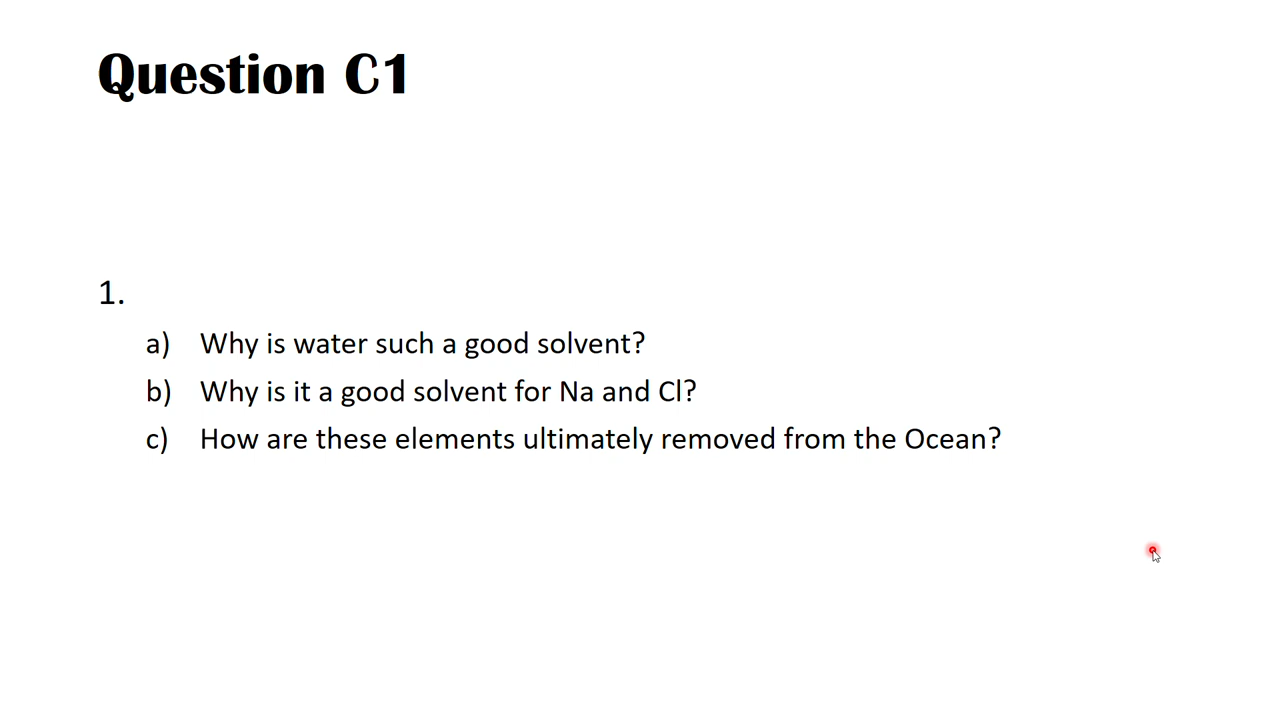 Question C1
1.
a) Why is water such a good solvent?
b) Why is it a good solvent for Na and Cl?
c) How are these elements ultimately removed from the Ocean?